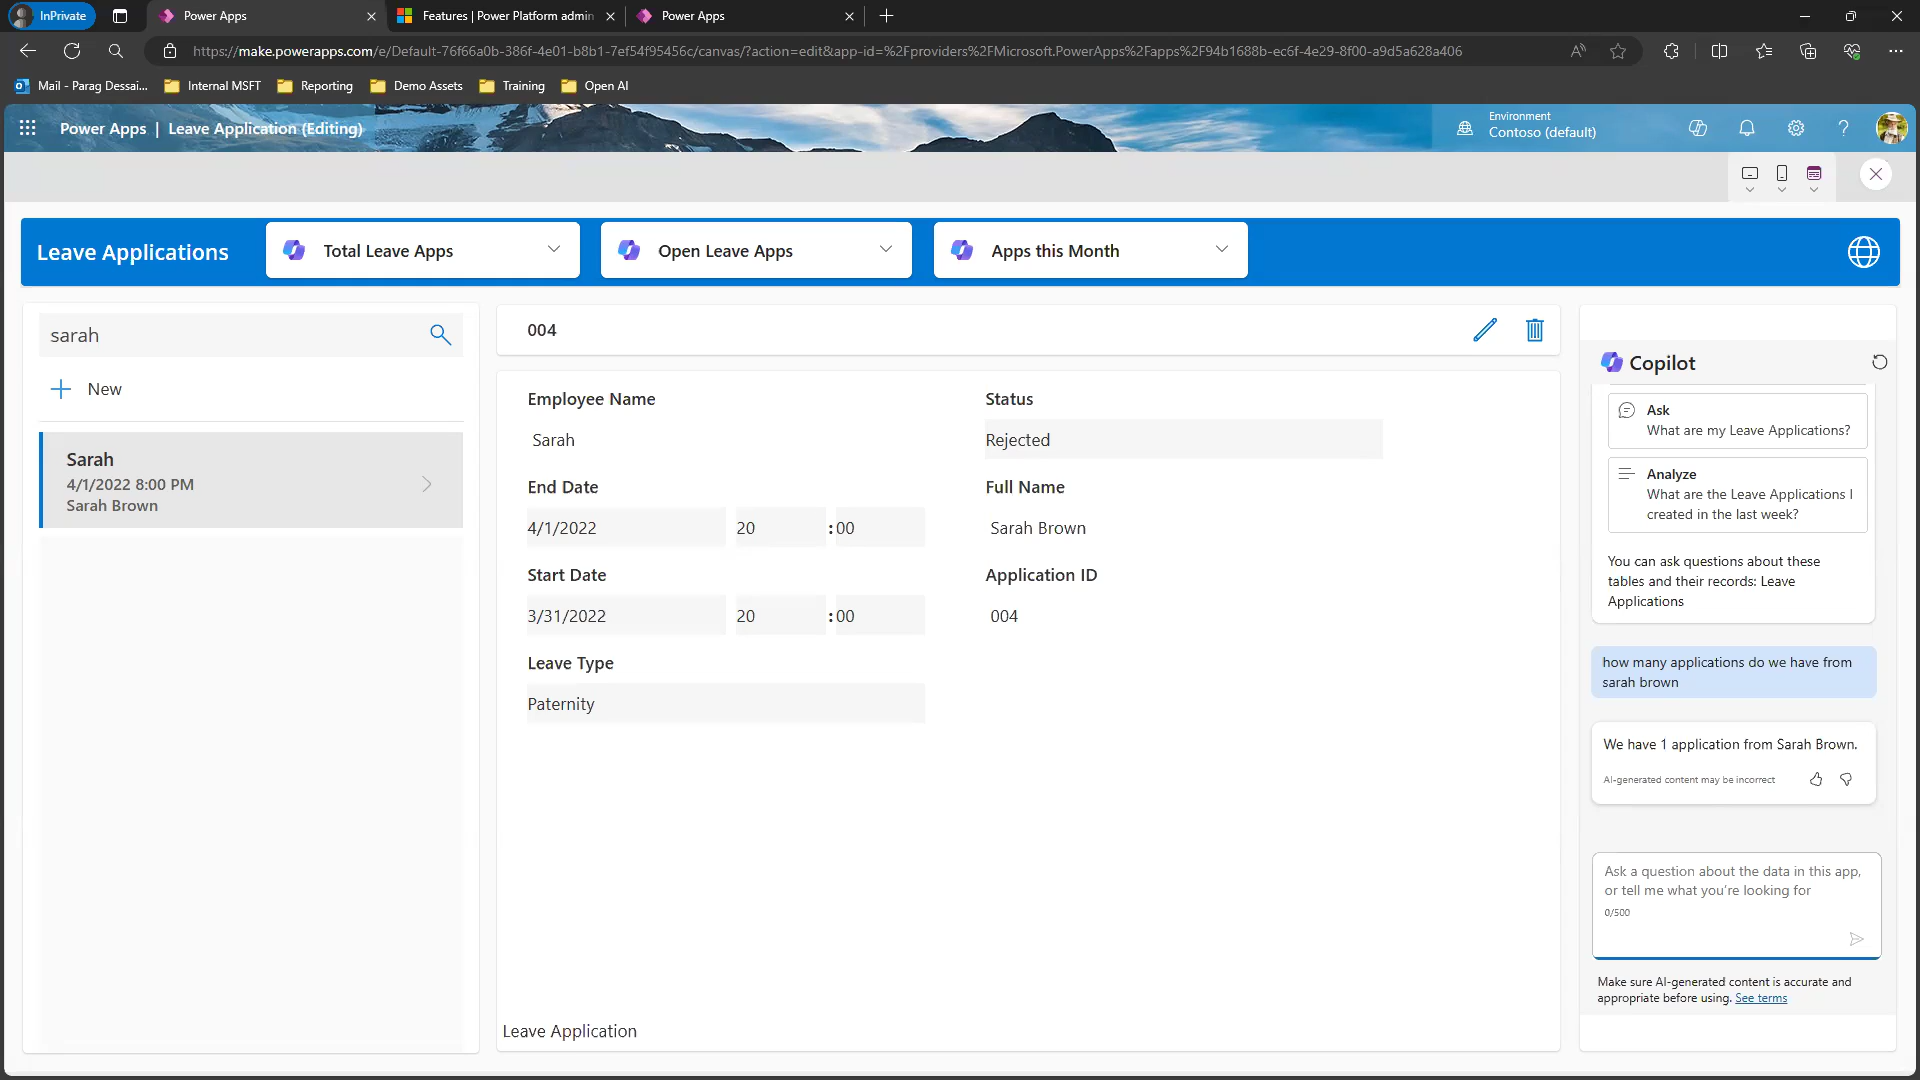 InPrivate
Power Apps
Features | Power Platform admin
Power Apps
https://make.powerapps.com/e/Default-76f66a0b-386f-4e01-b8b1-7ef54f95456c/canvas/?action=edit&app-id=%2Fproviders%2FMicrosoft.PowerApps%2Fapps%2F94b1688b-ec6f-4e29-8f00-a9d5a628a406
Mail - Parag Dessai...
Internal MSFT
Reporting
Demo Assets
Training
Open AI
Power Apps | Leave Application (Editing)
Environment
Contoso (default)
Leave Applications
Total Leave Apps
Open Leave Apps
Apps this Month
sarah
New
Sarah
4/1/2022 8:00 PM
Sarah Brown
004
Employee Name
Sarah
Status
Rejected
End Date
4/1/2022 20 :00
Full Name
Sarah Brown
Start Date
3/31/2022 20 :00
Application ID
004
Leave Type
Paternity
Leave Application
Copilot
Ask
What are my Leave Applications?
Analyze
What are the Leave Applications I
created in the last week?
You can ask questions about these
tables and their records: Leave
Applications
how many applications do we have from
sarah brown
We have 1 application from Sarah Brown.
AI-generated content may be incorrect
Ask a question about the data in this app,
or tell me what you're looking for
0/500
Make sure AI-generated content is accurate and
appropriate before using. See terms